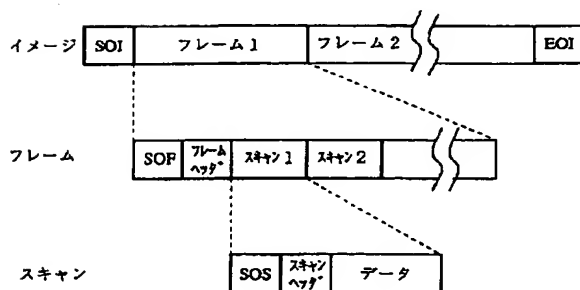 イメージ SOI フレーム 1 フレーム 2 EOI
フレーム SOF フレームヘッダ スキャン 1 スキャン 2
スキャン SOS スキャンヘッダ データ